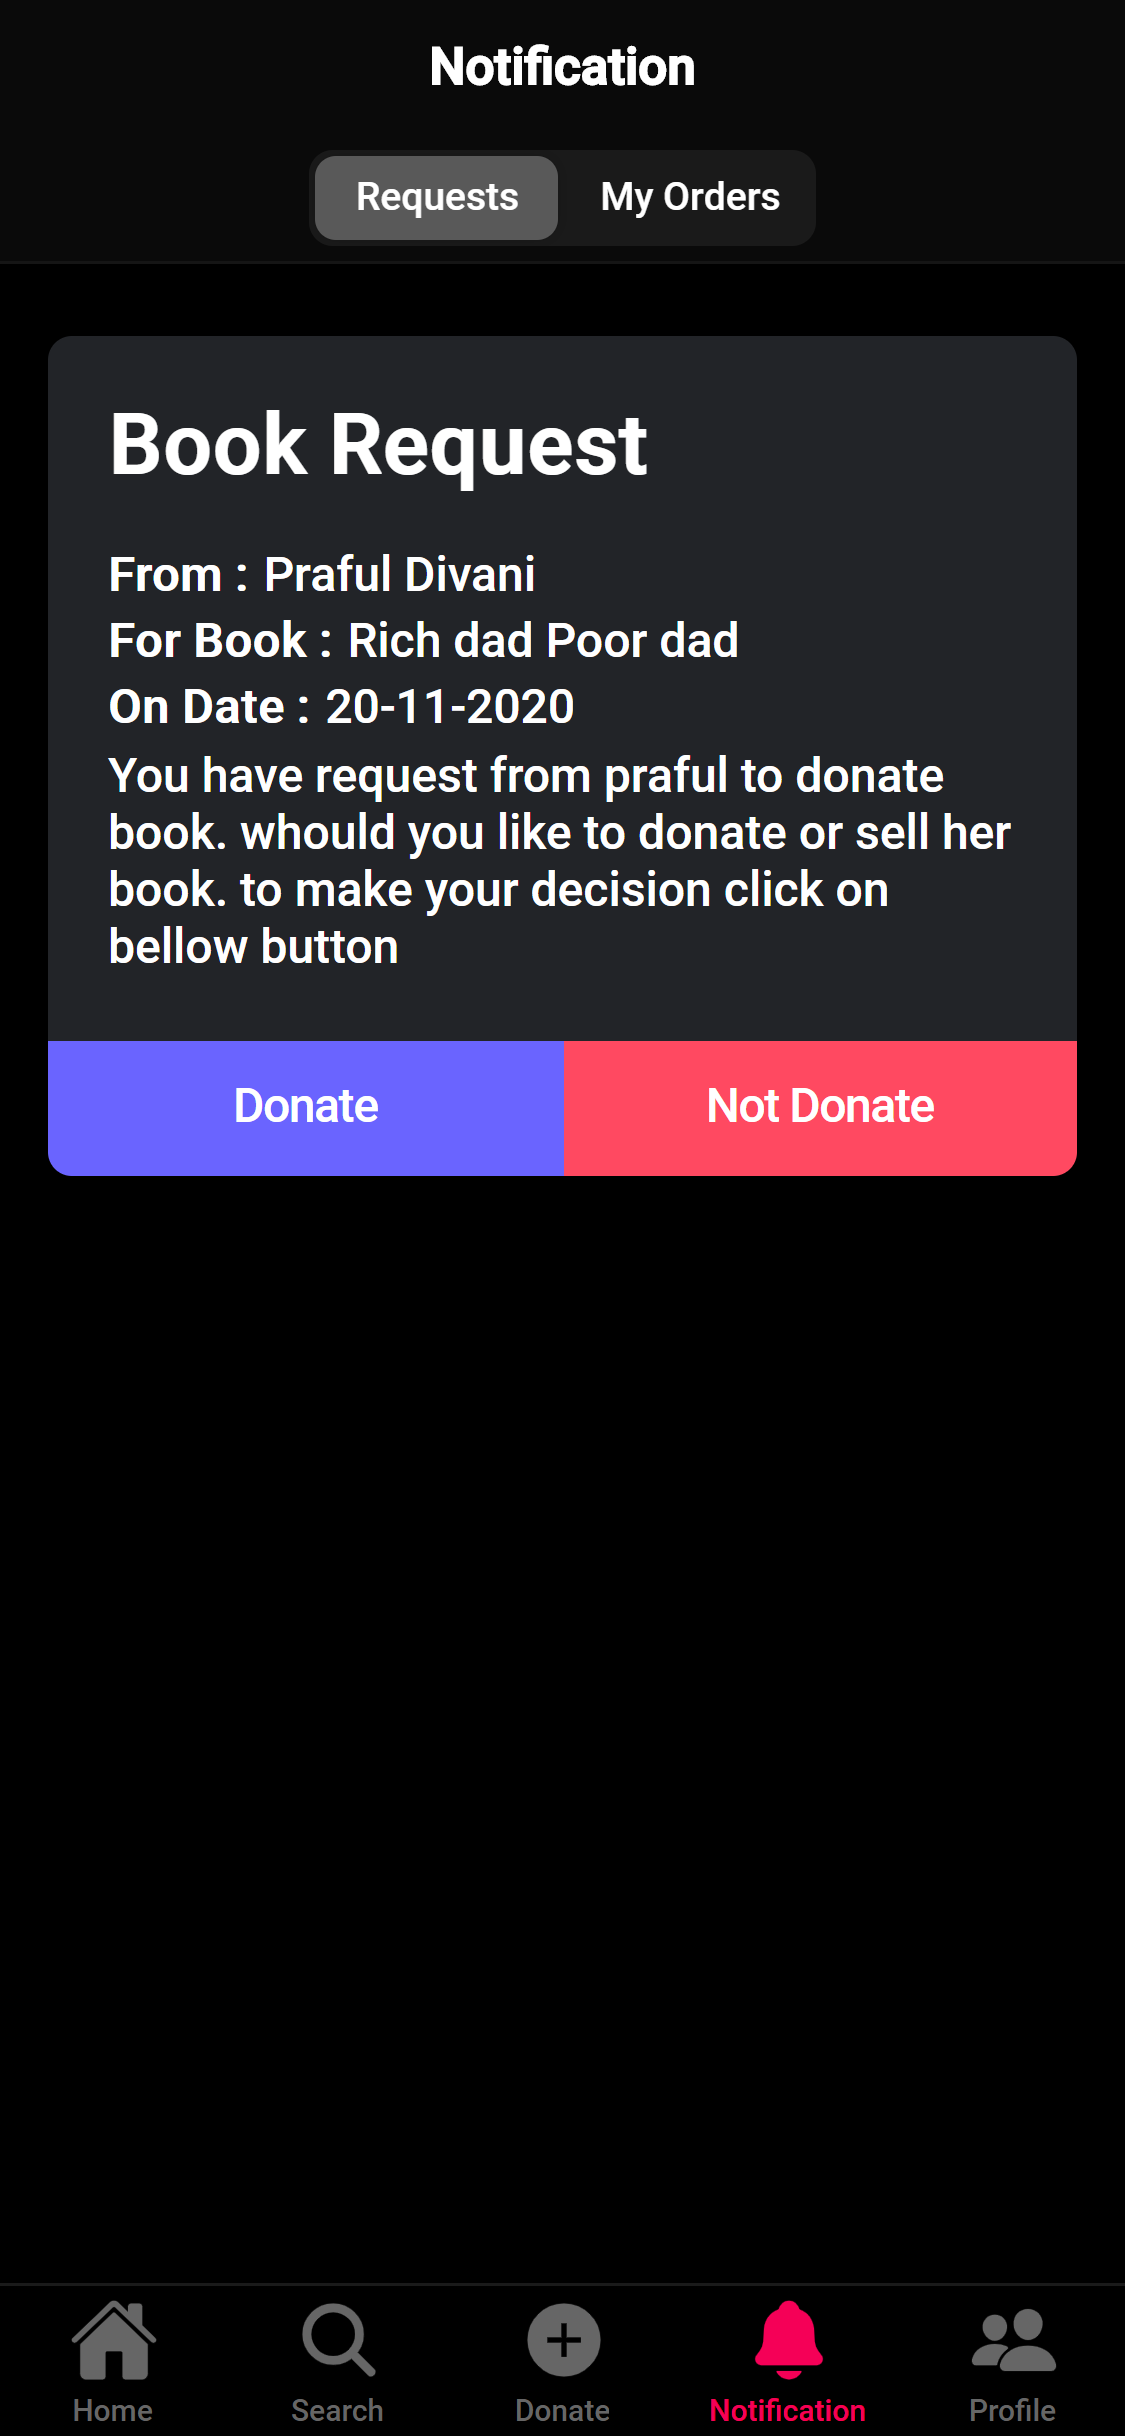 Notification
Requests My Orders
Book Request
From : Praful Divani
For Book : Rich dad Poor dad
On Date : 20-11-2020
You have request from praful to donate
book. whould you like to donate or sell her
book. to make your decision click on
bellow button
Donate Not Donate
Home Search Donate Notification Profile